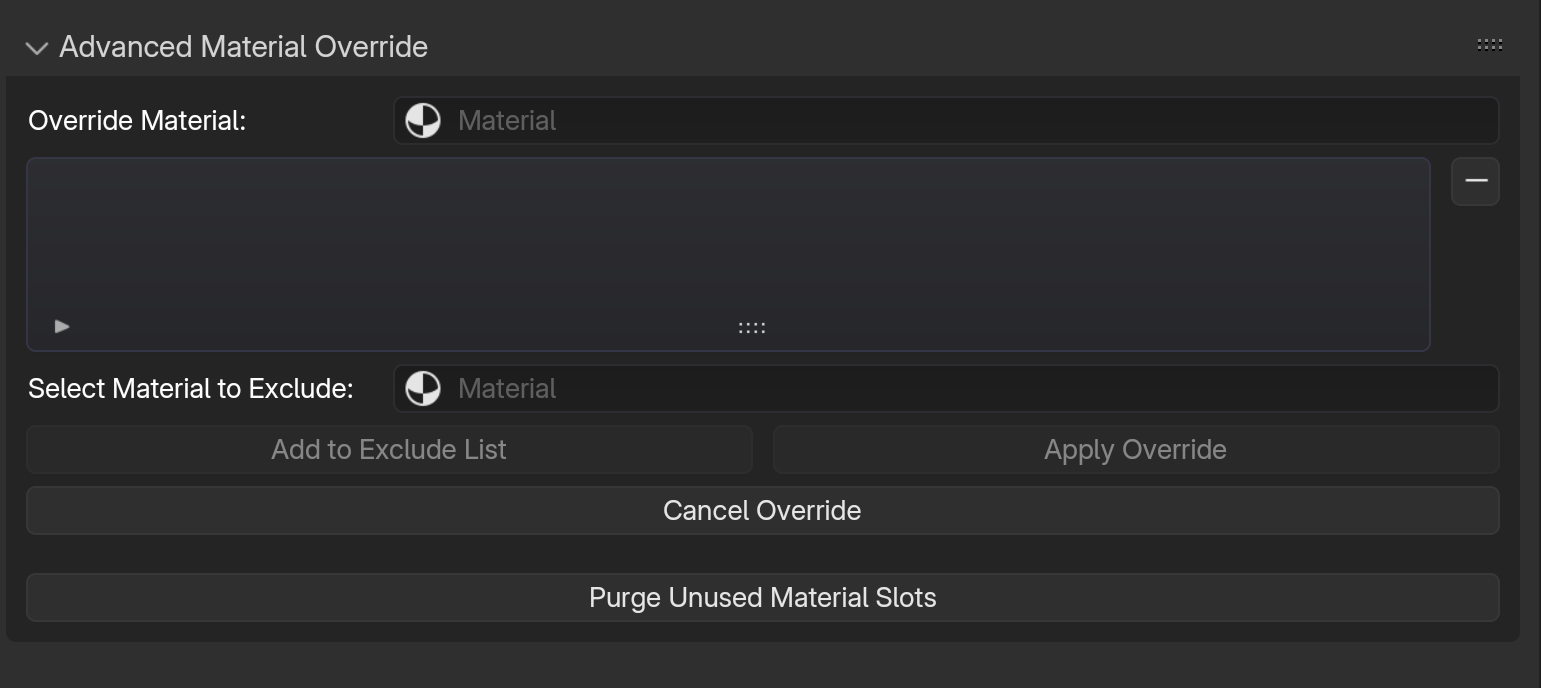 Advanced Material Override
Override Material: Material
Select Material to Exclude: Material
Add to Exclude List Apply Override
Cancel Override
Purge Unused Material Slots